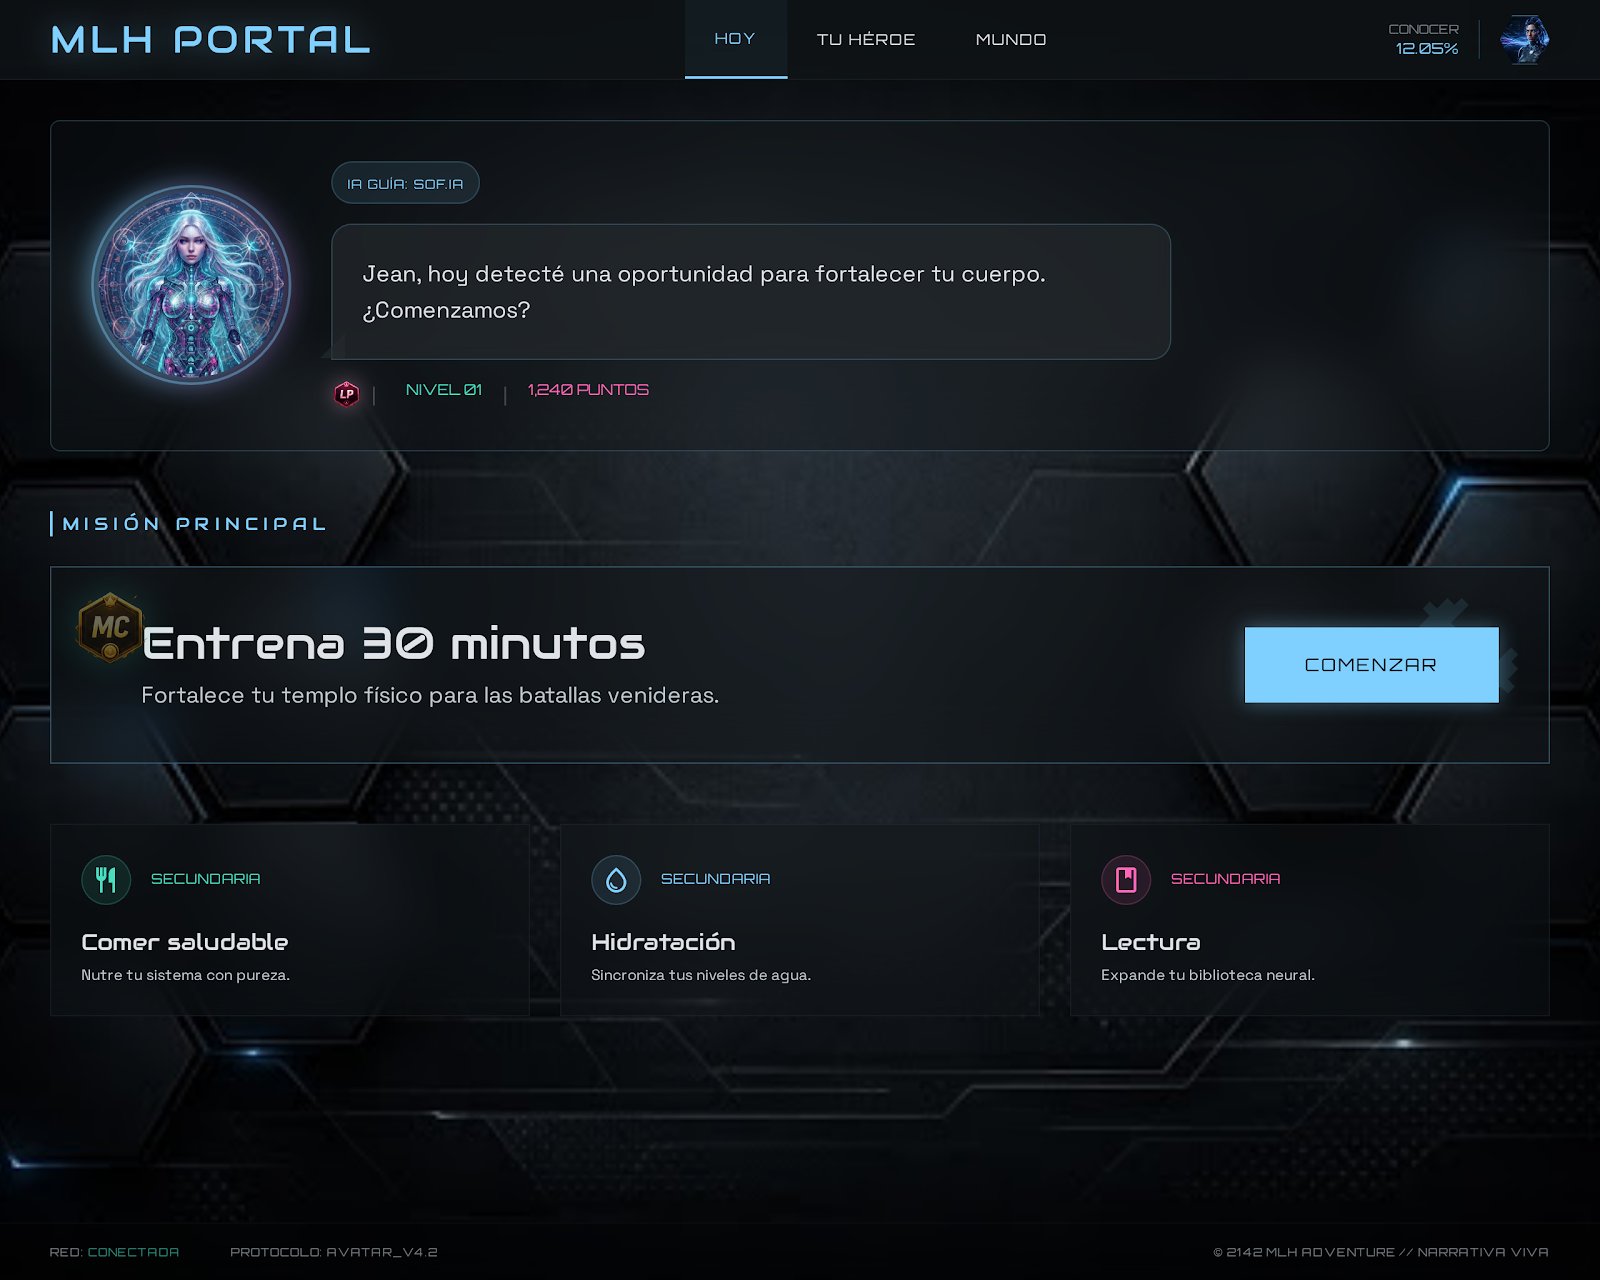 MLH PORTAL
HOY
TU HÉROE
MUNDO
CONOCER
12.05%
IA GUÍA: SOF.IA
Jean, hoy detecté una oportunidad para fortalecer tu cuerpo.
¿Comenzamos?
LP
NIVEL 01
1,240 PUNTOS
MISIÓN PRINCIPAL
MC
Entrena 30 minutos
Fortalece tu templo físico para las batallas venideras.
COMENZAR
SECUNDARIA
Comer saludable
Nutre tu sistema con pureza.
SECUNDARIA
Hidratación
Sincroniza tus niveles de agua.
SECUNDARIA
Lectura
Expande tu biblioteca neural.
RED: CONECTADA
PROTOCOLO: AVATAR_V4.2
© 2142 MLH ADVENTURE // NARRATIVA VIVA